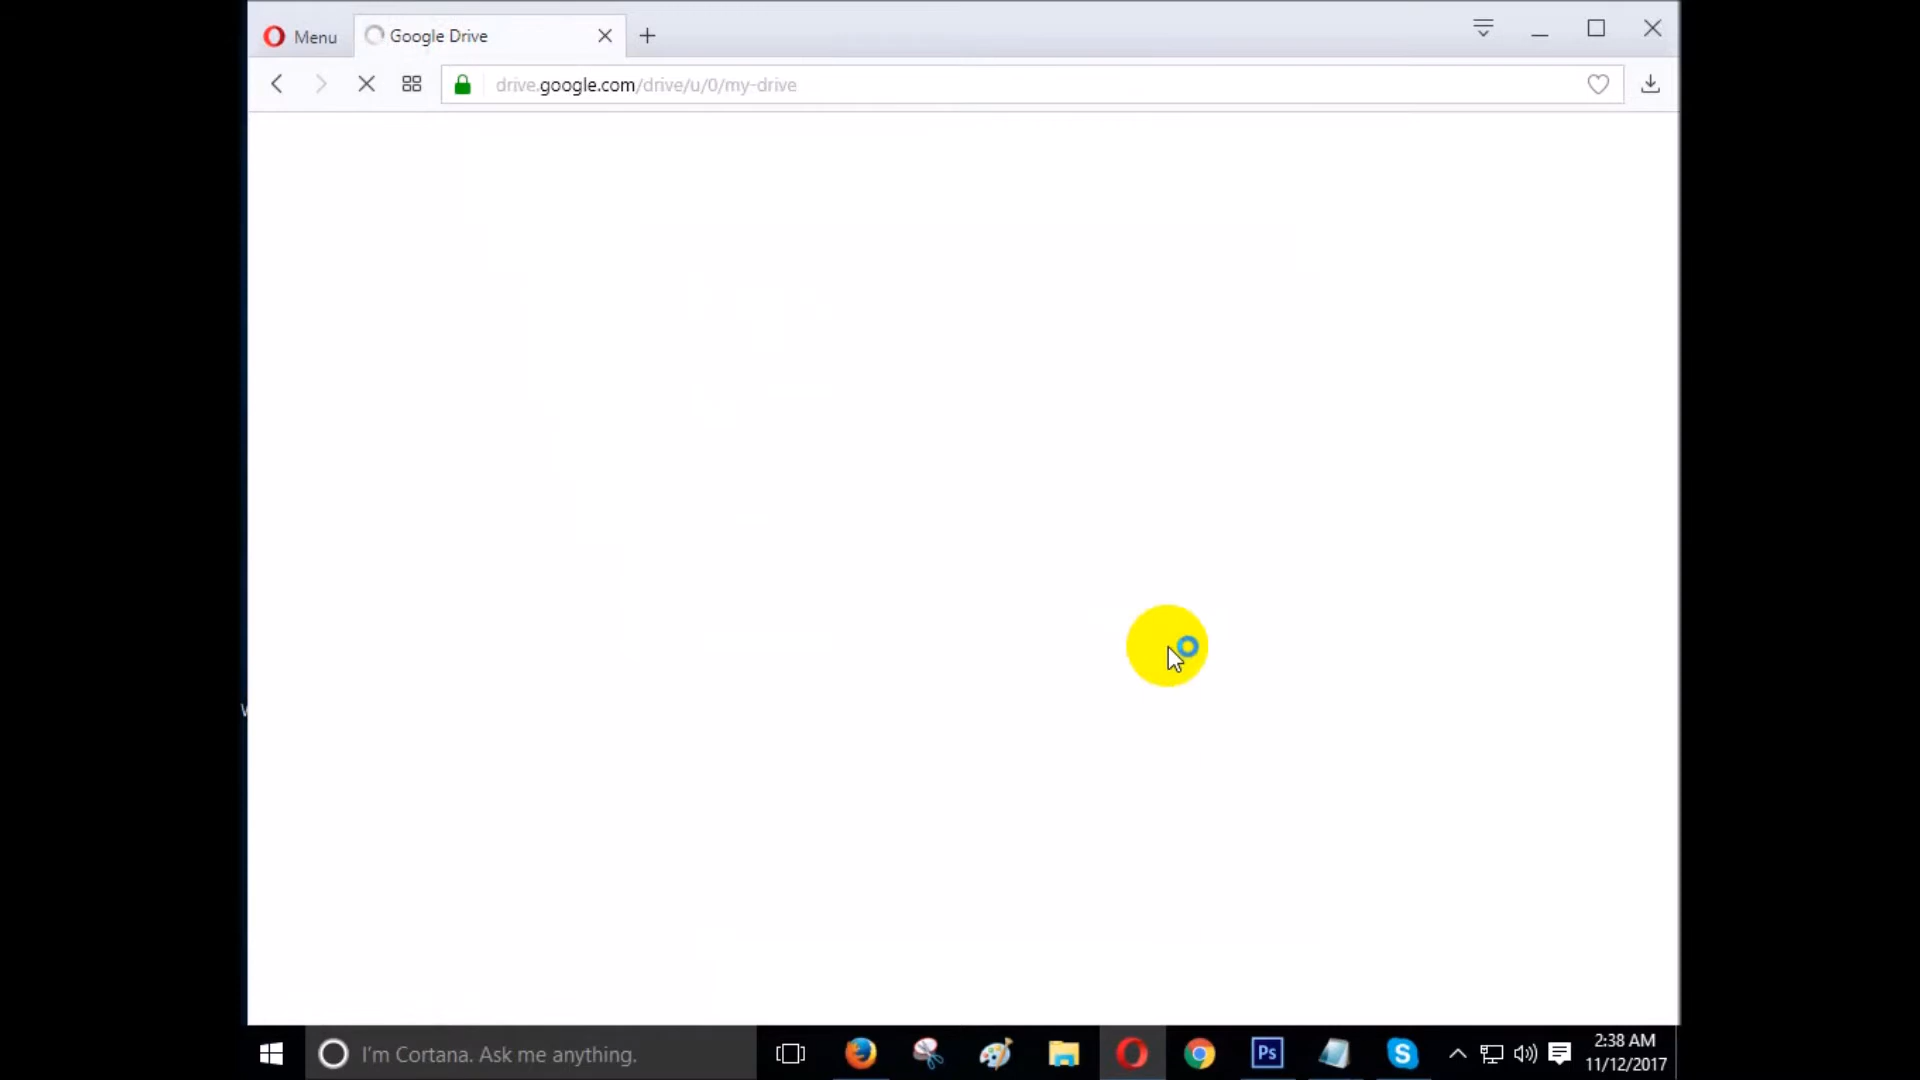 Menu
Google Drive
drive.google.com/drive/u/0/my-drive
I'm Cortana. Ask me anything.
Ps
S
2:38 AM
11/12/2017